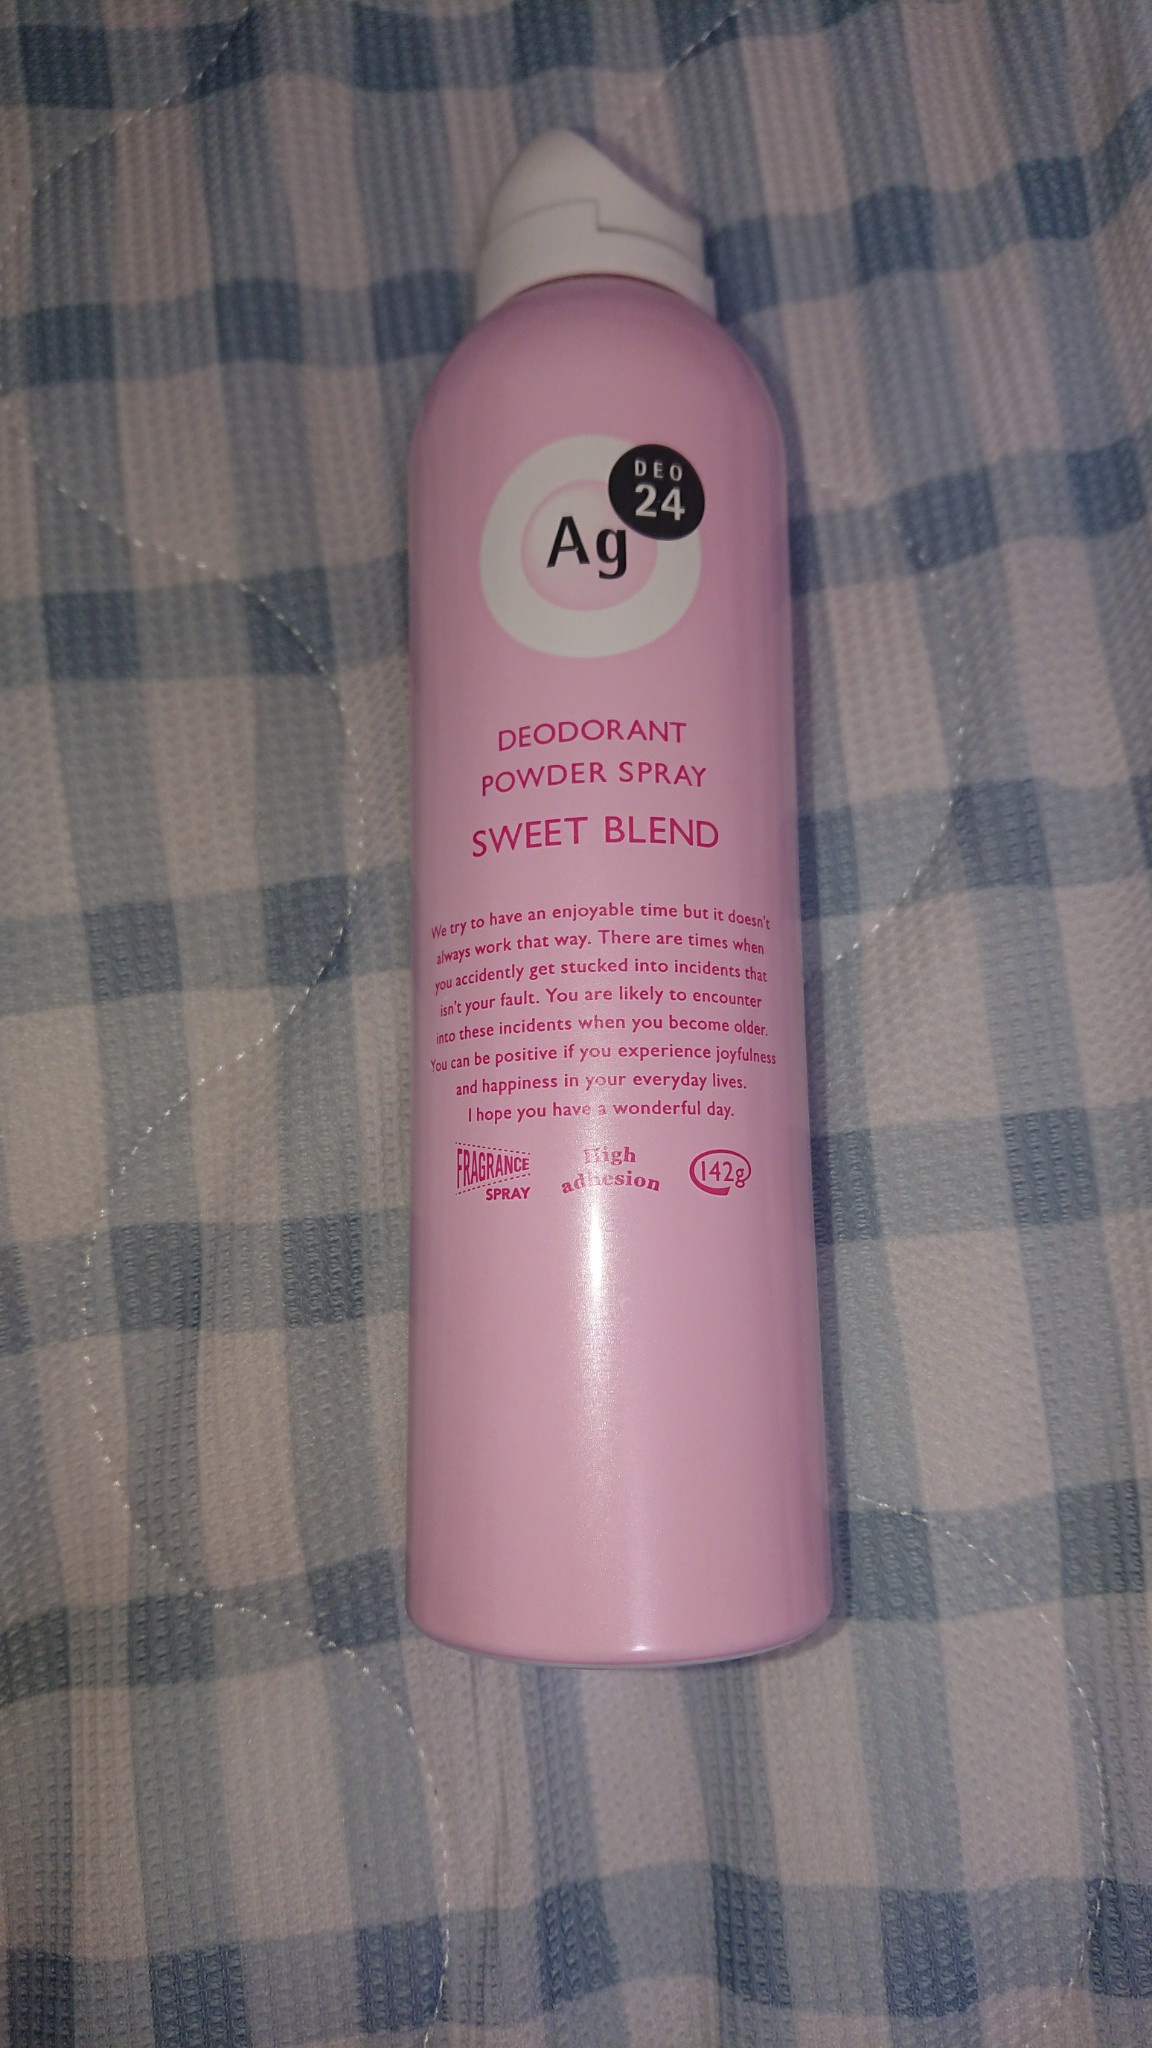 DEO
24
Ag
DEODORANT
POWDER SPRAY
SWEET BLEND
We try to have an enjoyable time but it doesn't
always work that way. There are times when
you accidently get stucked into incidents that
isn't your fault. You are likely to encounter
into these incidents when you become older.
You can be positive if you experience joyfulness
and happiness in your everyday lives.
I hope you have a wonderful day.
FRAGRANCE
SPRAY
High
adhesion
142g